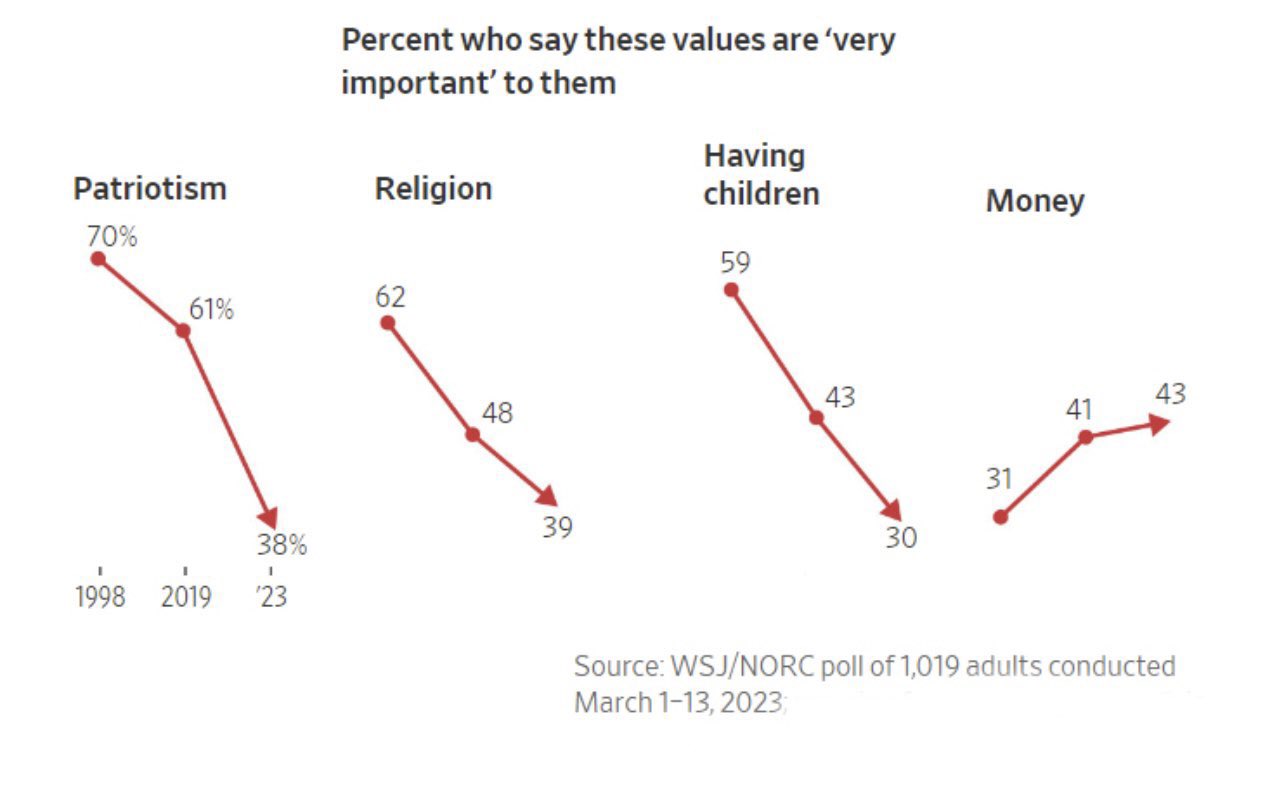 Percent who say these values are ‘very
important’ to them
Patriotism
70%
61%
38%
1998 2019 ’23
Religion
62
48
39
Having
children
59
43
30
Money
31
41
43
Source: WSJ/NORC poll of 1,019 adults conducted
March 1–13, 2023;